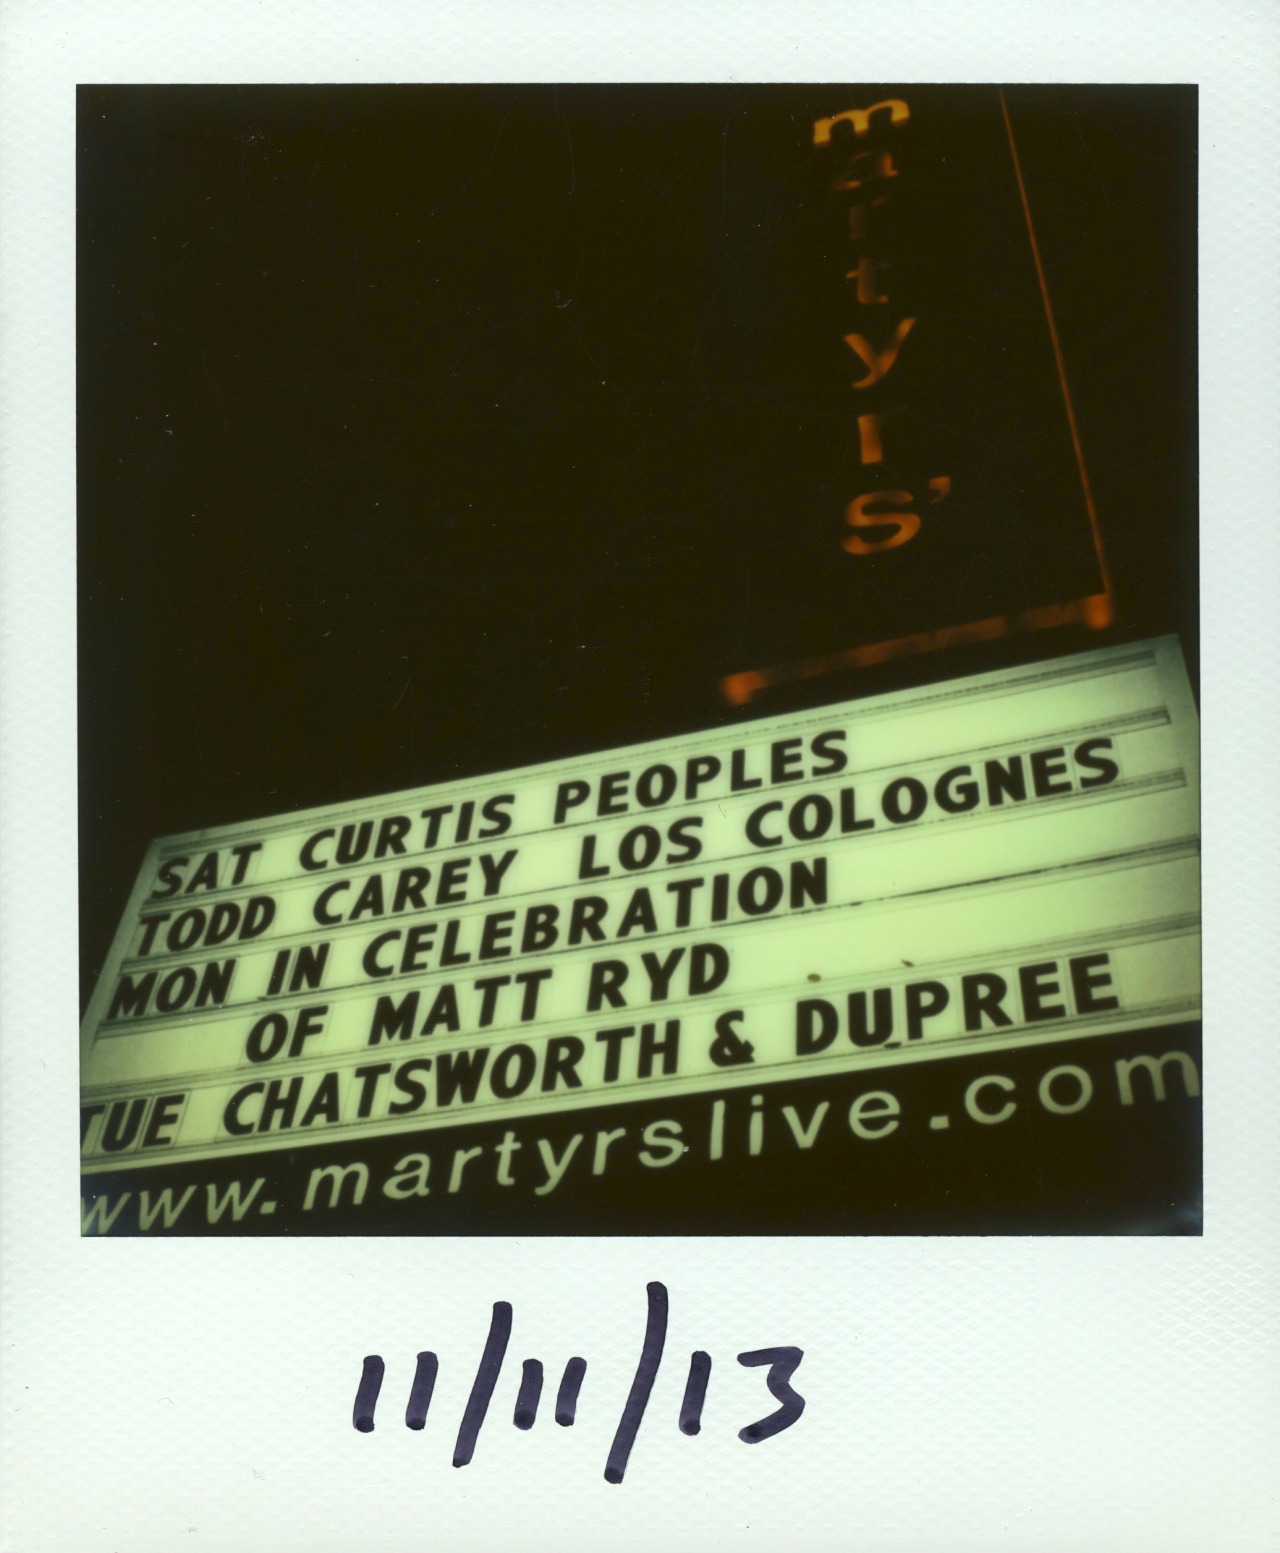 martyrs'
SAT CURTIS PEOPLES
TODD CAREY LOS COLOGNES
MON IN CELEBRATION
OF MATT RYD
TUE CHATSWORTH & DUPREE
www.martyrslive.com
11/11/13